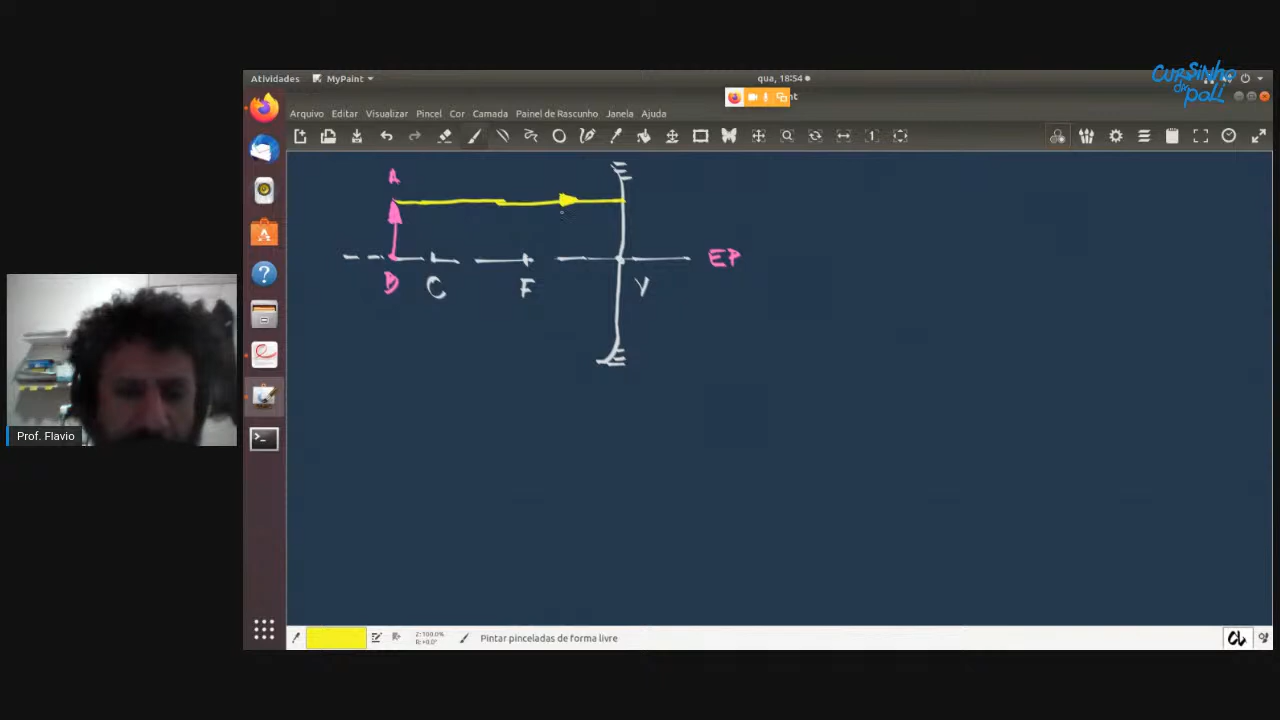 Cursinho da Poli
Atividades MyPaint qua, 18:54
Arquivo Editar Visualizar Pincel Cor Camada Painel de Rascunho Janela Ajuda
A
EP
B C F V
Prof. Flavio
Pintar pinceladas de forma livre